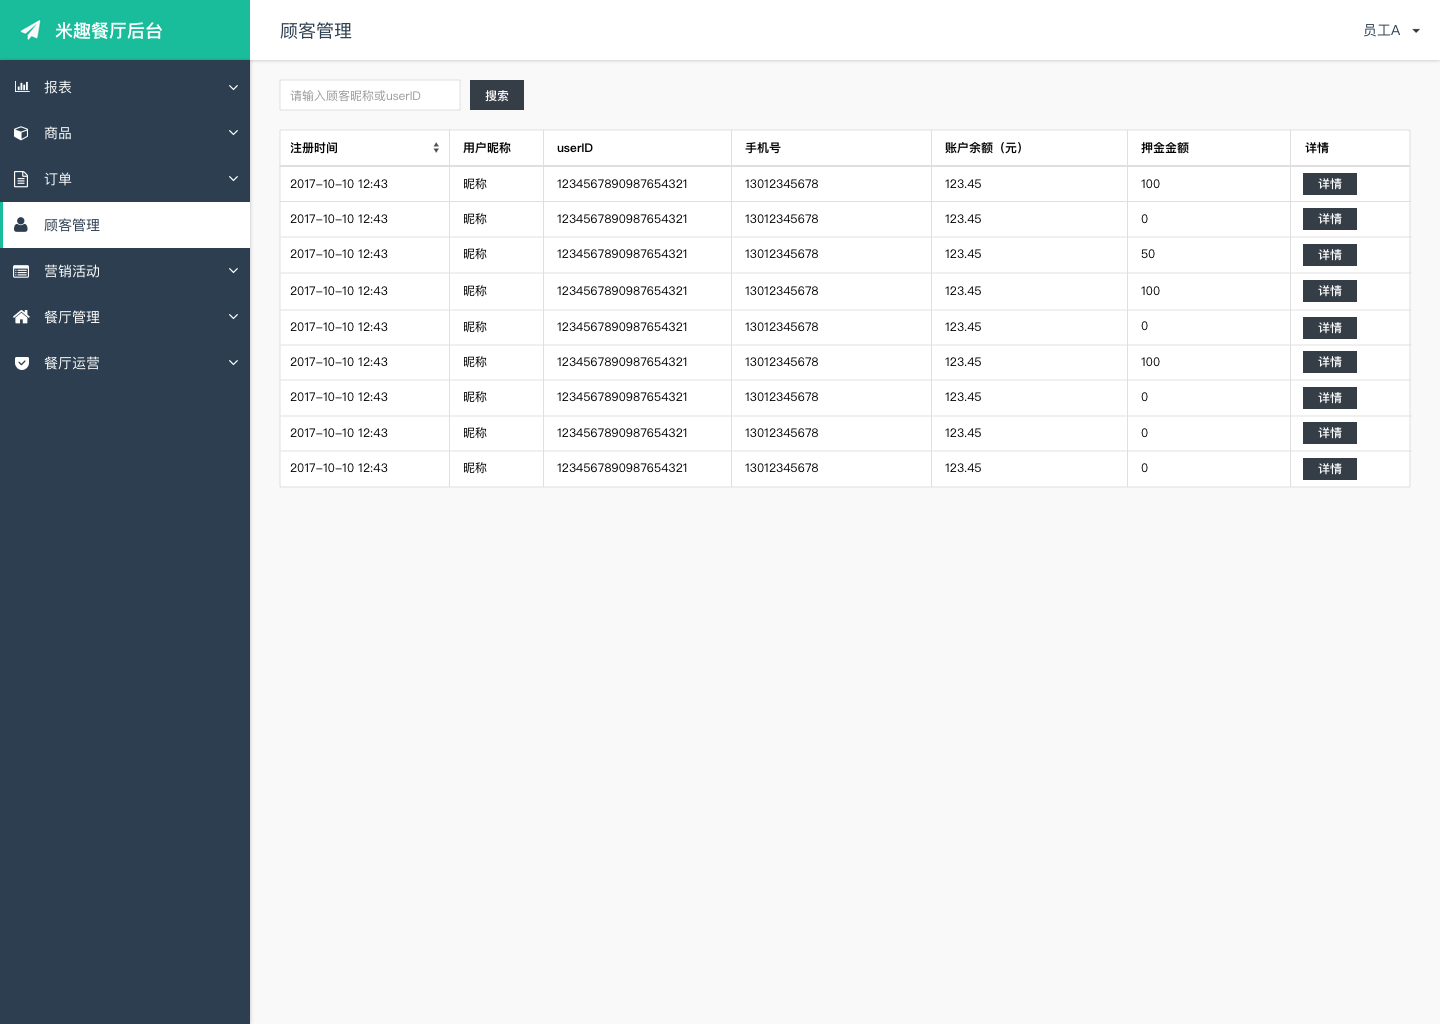 米趣餐厅后台
顾客管理
员工A
报表
商品
订单
顾客管理
营销活动
餐厅管理
餐厅运营
请输入顾客昵称或userID 搜索
注册时间 用户昵称 userID 手机号 账户余额（元） 押金金额 详情
2017-10-10 12:43 昵称 1234567890987654321 13012345678 123.45 100 详情
2017-10-10 12:43 昵称 1234567890987654321 13012345678 123.45 0 详情
2017-10-10 12:43 昵称 1234567890987654321 13012345678 123.45 50 详情
2017-10-10 12:43 昵称 1234567890987654321 13012345678 123.45 100 详情
2017-10-10 12:43 昵称 1234567890987654321 13012345678 123.45 0 详情
2017-10-10 12:43 昵称 1234567890987654321 13012345678 123.45 100 详情
2017-10-10 12:43 昵称 1234567890987654321 13012345678 123.45 0 详情
2017-10-10 12:43 昵称 1234567890987654321 13012345678 123.45 0 详情
2017-10-10 12:43 昵称 1234567890987654321 13012345678 123.45 0 详情